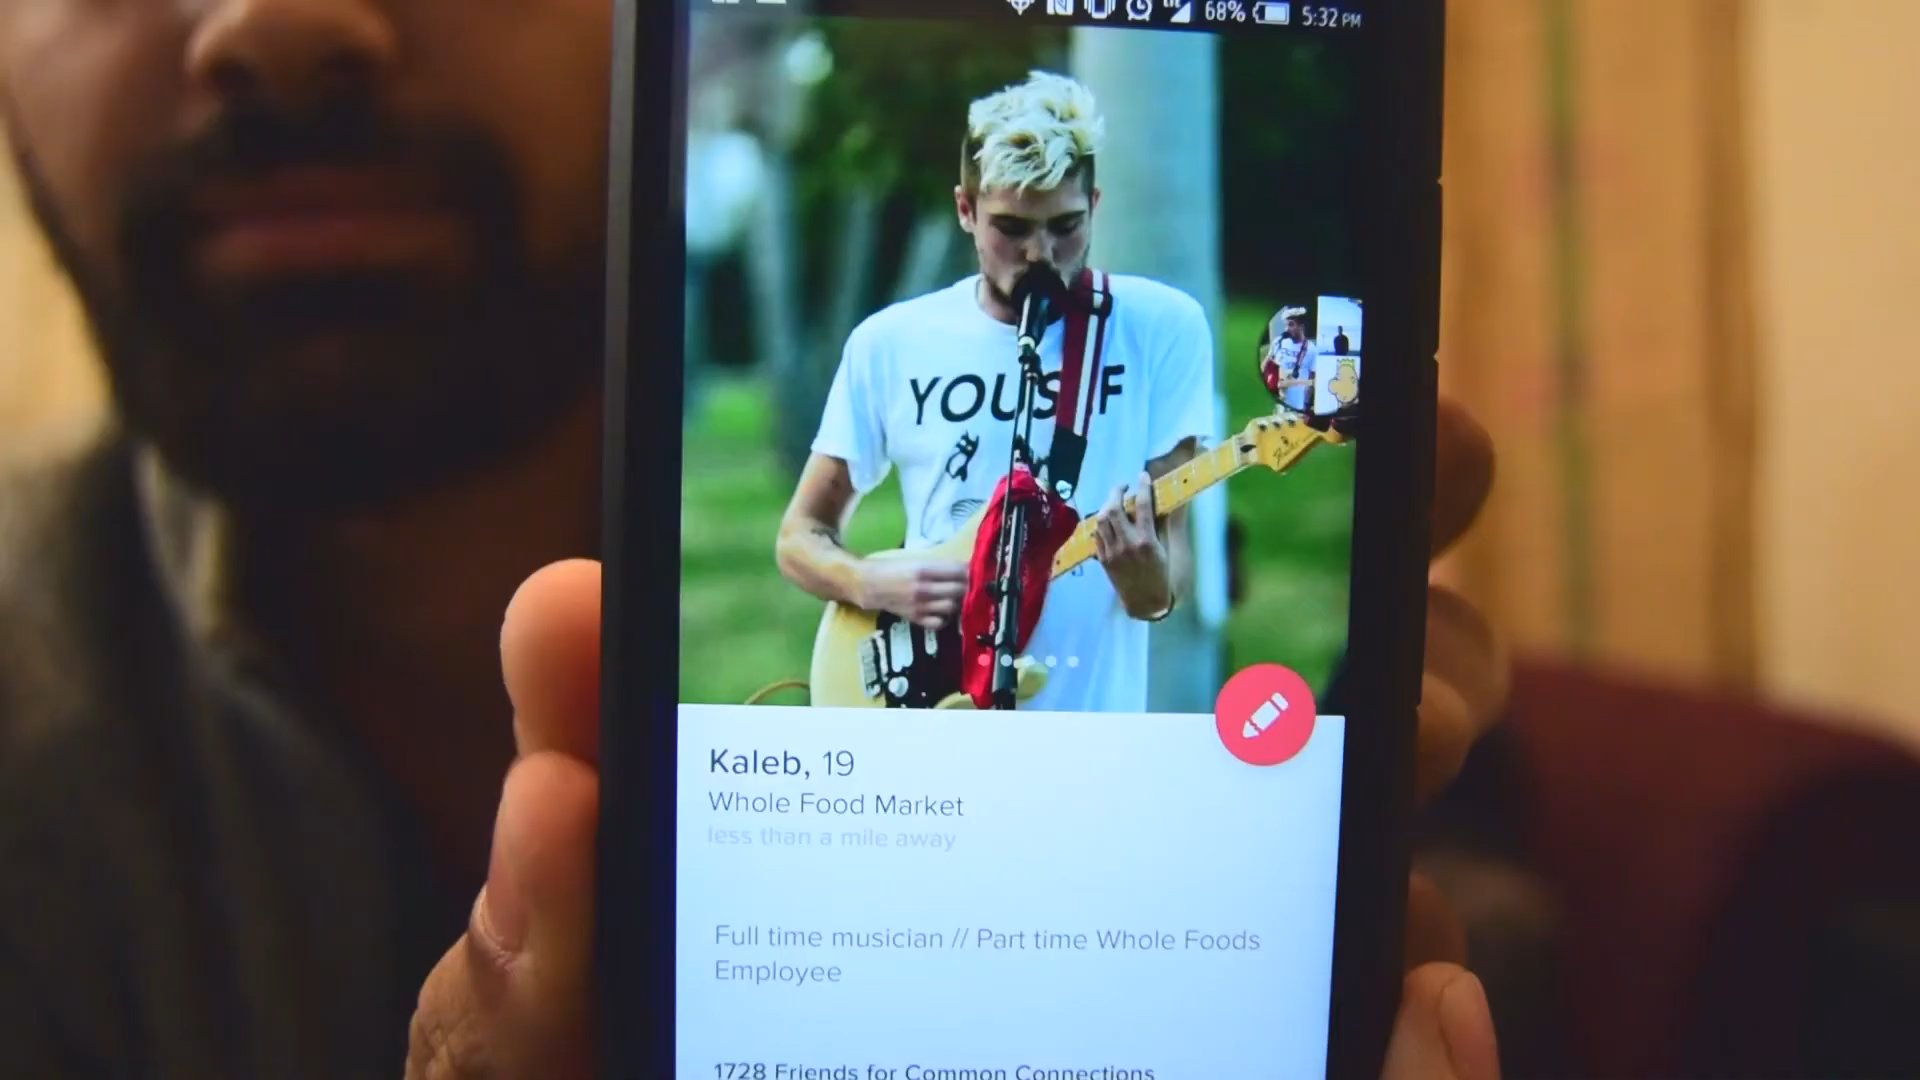 68% 5:32 PM
YOUS F
Fender
Kaleb, 19
Whole Food Market
less than a mile away
Full time musician // Part time Whole Foods
Employee
1728 Friends for Common Connections